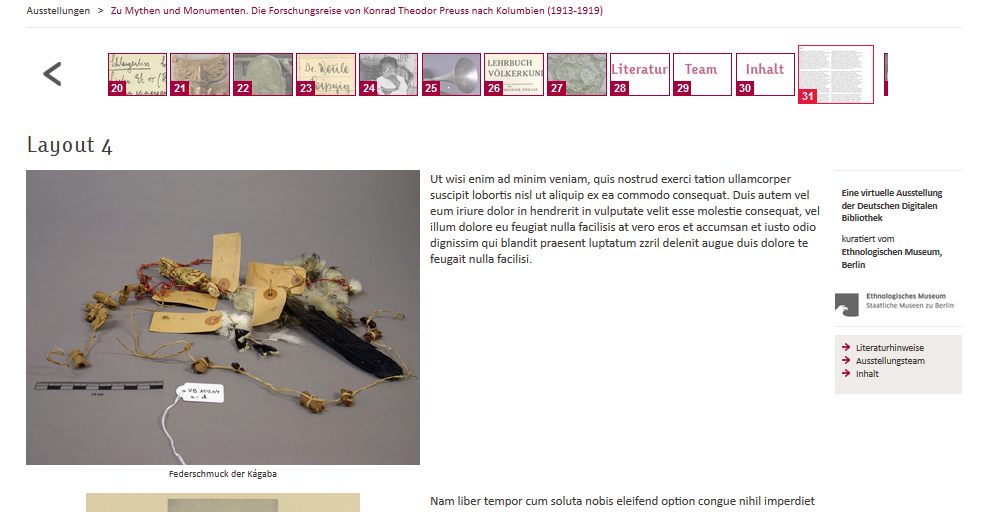 Ausstellungen > Zu Mythen und Monumenten. Die Forschungsreise von Konrad Theodor Preuss nach Kolumbien (1913-1919)
20
21
22
Dr. Weule
Leipzig
23
24
25
LEHRBUCH
VÖLKERKUN
26
27
Literatur
28
Team
29
Inhalt
30
31
Layout 4
Ut wisi enim ad minim veniam, quis nostrud exerci tation ullamcorper
suscipit lobortis nisl ut aliquip ex ea commodo consequat. Duis autem vel
eum iriure dolor in hendrerit in vulputate velit esse molestie consequat, vel
illum dolore eu feugiat nulla facilisis at vero eros et accumsan et iusto odio
dignissim qui blandit praesent luptatum zzril delenit augue duis dolore te
feugait nulla facilisi.
VB 10204
a - d
Federschmuck der Kágaba
Nam liber tempor cum soluta nobis eleifend option congue nihil imperdiet
Eine virtuelle Ausstellung
der Deutschen Digitalen
Bibliothek
kuratiert vom
Ethnologischen Museum,
Berlin
Ethnologisches Museum
Staatliche Museen zu Berlin
Literaturhinweise
Ausstellungsteam
Inhalt